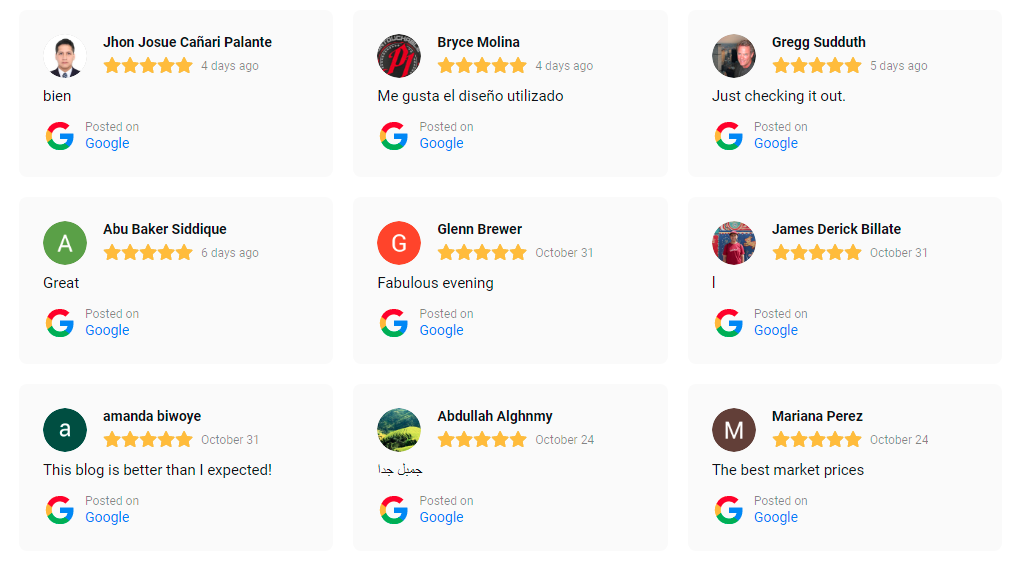 Jhon Josue Cañari Palante
4 days ago
bien
Posted on
Google
Bryce Molina
4 days ago
Me gusta el diseño utilizado
Posted on
Google
Gregg Sudduth
5 days ago
Just checking it out.
Posted on
Google
A
Abu Baker Siddique
6 days ago
Great
Posted on
Google
G
Glenn Brewer
October 31
Fabulous evening
Posted on
Google
James Derick Billate
October 31
l
Posted on
Google
a
amanda biwoye
October 31
This blog is better than I expected!
Posted on
Google
Abdullah Alghnmy
October 24
جميل جدا
Posted on
Google
M
Mariana Perez
October 24
The best market prices
Posted on
Google